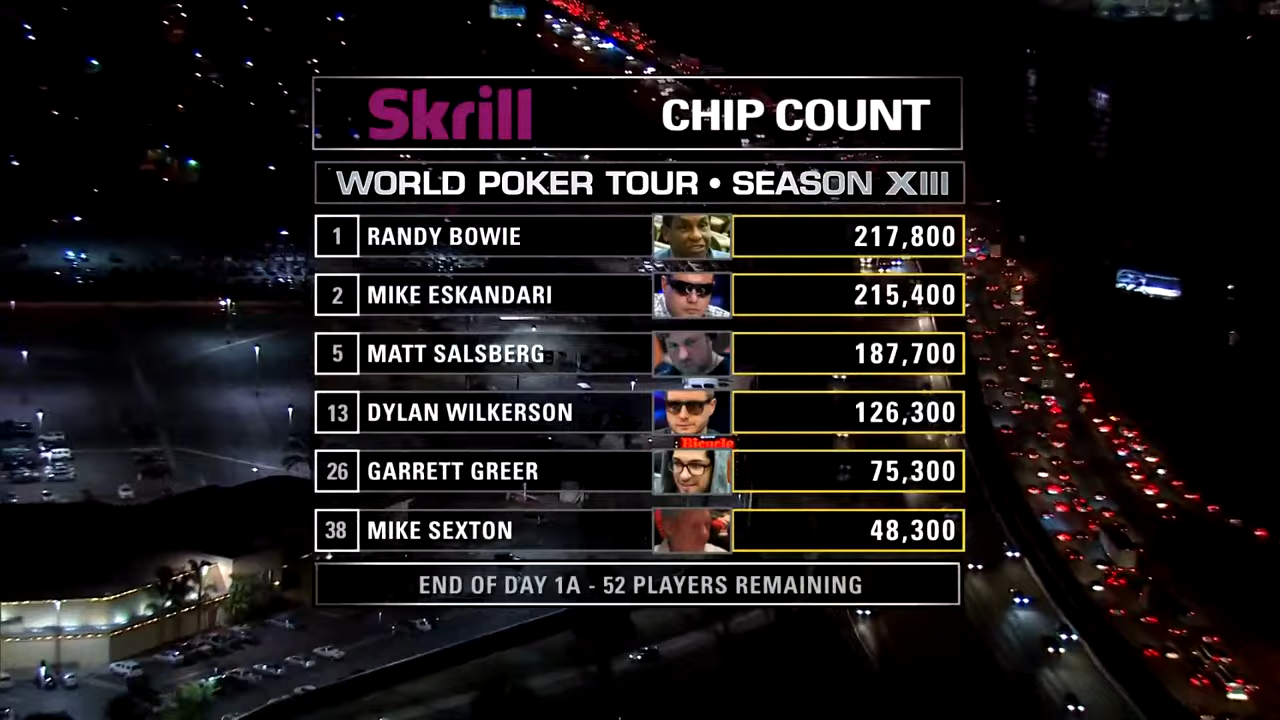 Skrill CHIP COUNT
WORLD POKER TOUR • SEASON XIII
1 RANDY BOWIE 217,800
2 MIKE ESKANDARI 215,400
5 MATT SALSBERG 187,700
13 DYLAN WILKERSON 126,300
Bicycle
26 GARRETT GREER 75,300
38 MIKE SEXTON 48,300
END OF DAY 1A - 52 PLAYERS REMAINING